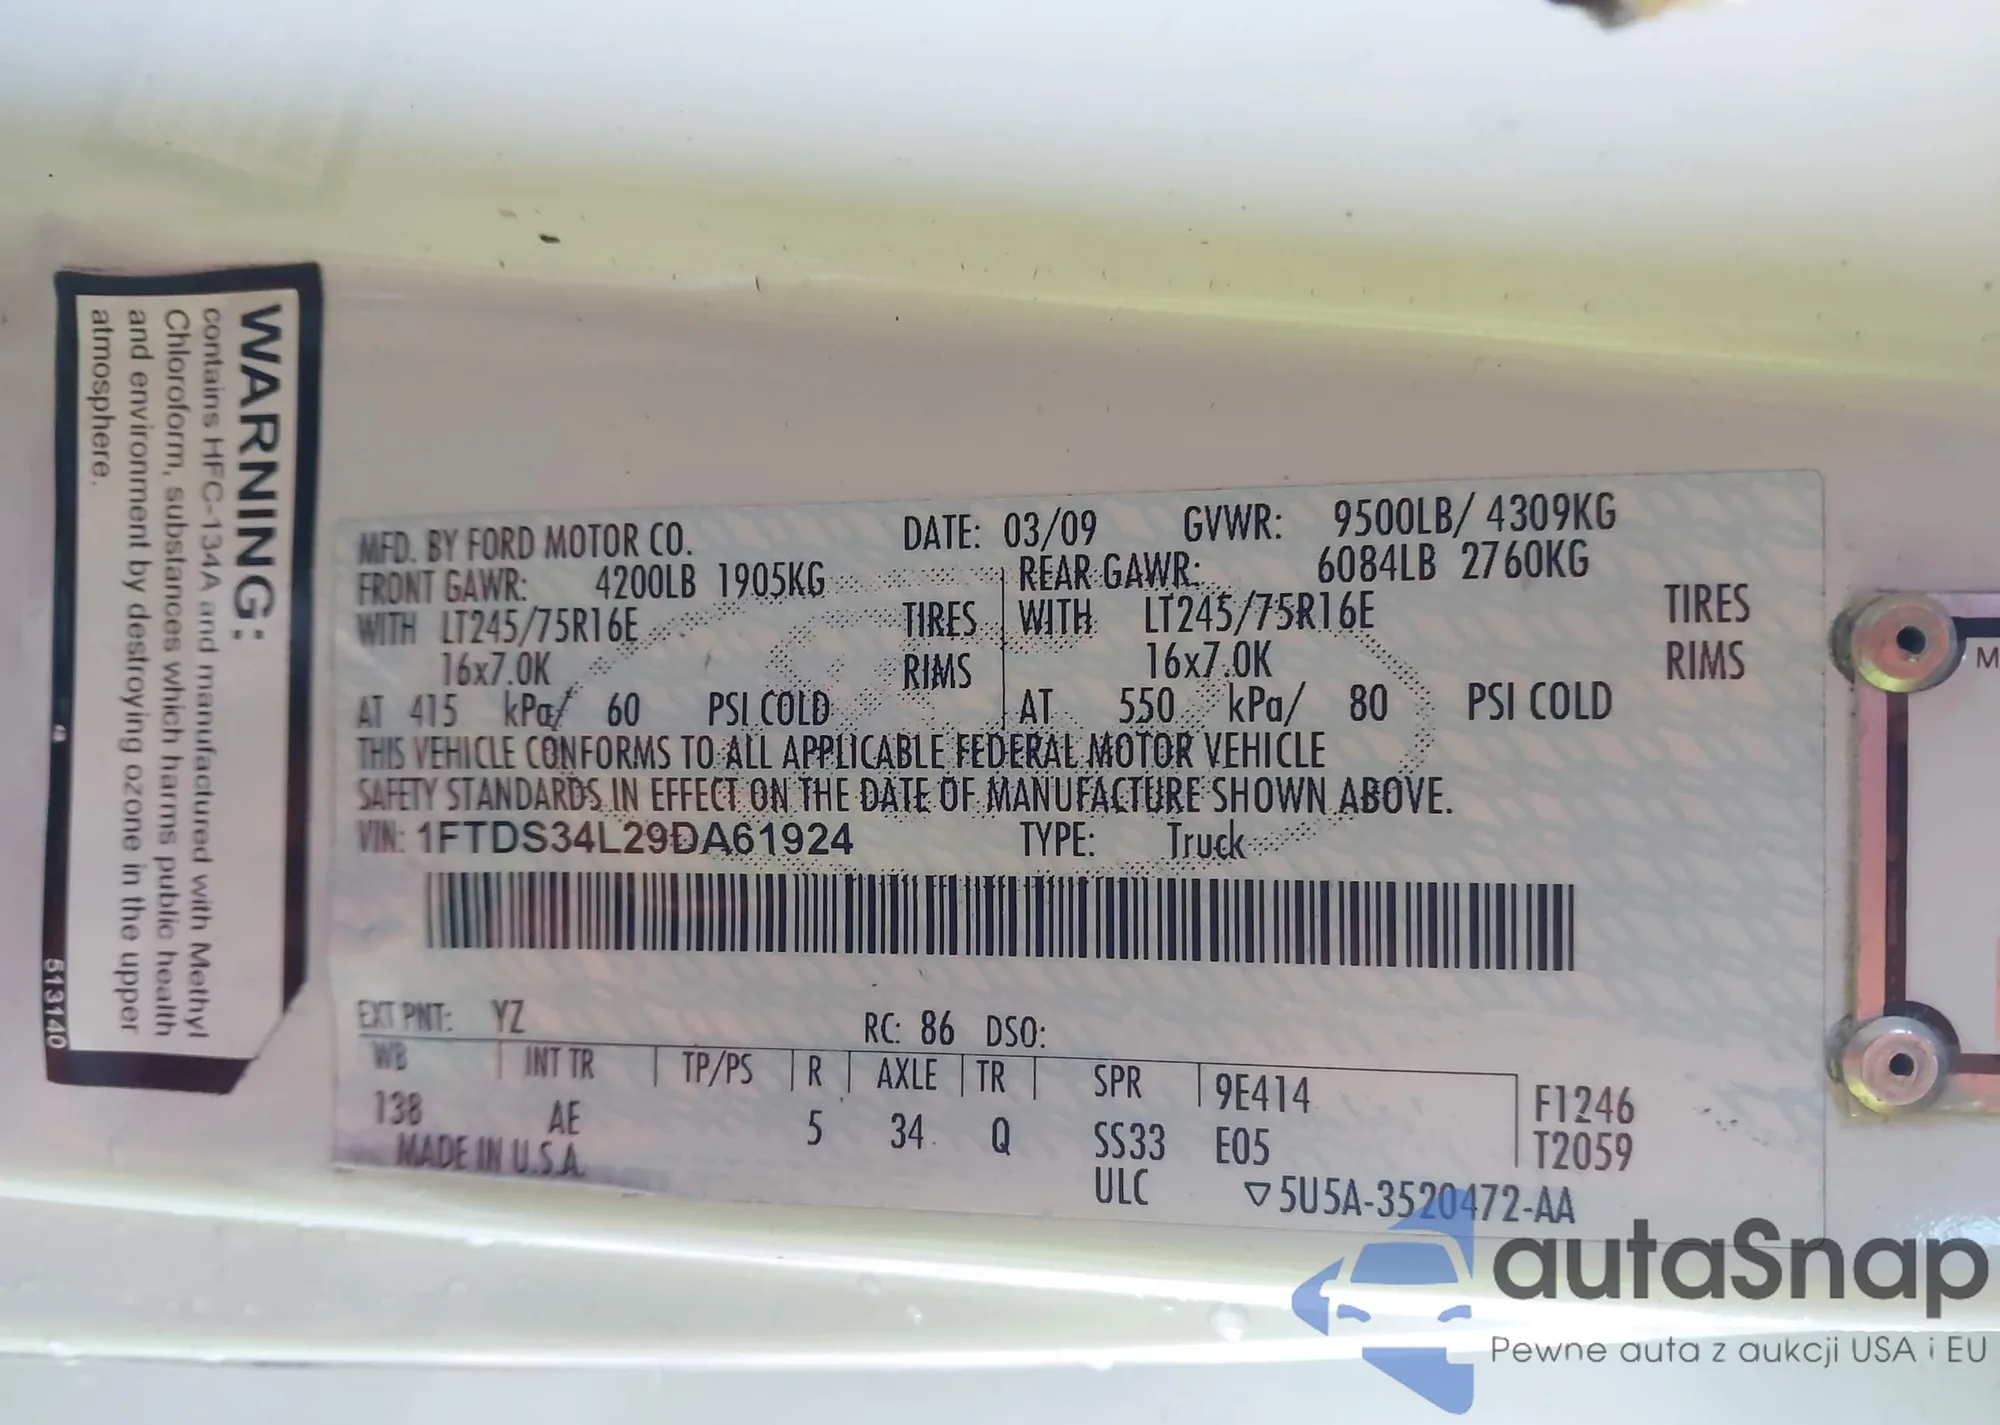 WARNING:
contains HFC-134A and manufactured with Methyl
Chloroform, substances which harms public health
and environment by destroying ozone in the upper
atmosphere.
513140
MFD. BY FORD MOTOR CO. DATE: 03/09 GVWR: 9500LB/ 4309KG
FRONT GAWR: 4200LB 1905KG REAR GAWR: 6084LB 2760KG
WITH LT245/75R16E TIRES WITH LT245/75R16E TIRES
16x7.0K RIMS 16x7.0K RIMS
AT 415 kPa/ 60 PSI COLD AT 550 kPa/ 80 PSI COLD
THIS VEHICLE CONFORMS TO ALL APPLICABLE FEDERAL MOTOR VEHICLE
SAFETY STANDARDS IN EFFECT ON THE DATE OF MANUFACTURE SHOWN ABOVE.
VIN: 1FTDS34L29DA61924 TYPE: Truck
EXT PNT: YZ RC: 86 DSO:
WB INT TR TP/PS R AXLE TR SPR 9E414 F1246
138 AE 5 34 Q SS33 E05 T2059
MADE IN U.S.A. ULC ▽5U5A-3520472-AA
M
autaSnap
Pewne auta z aukcji USA i EU